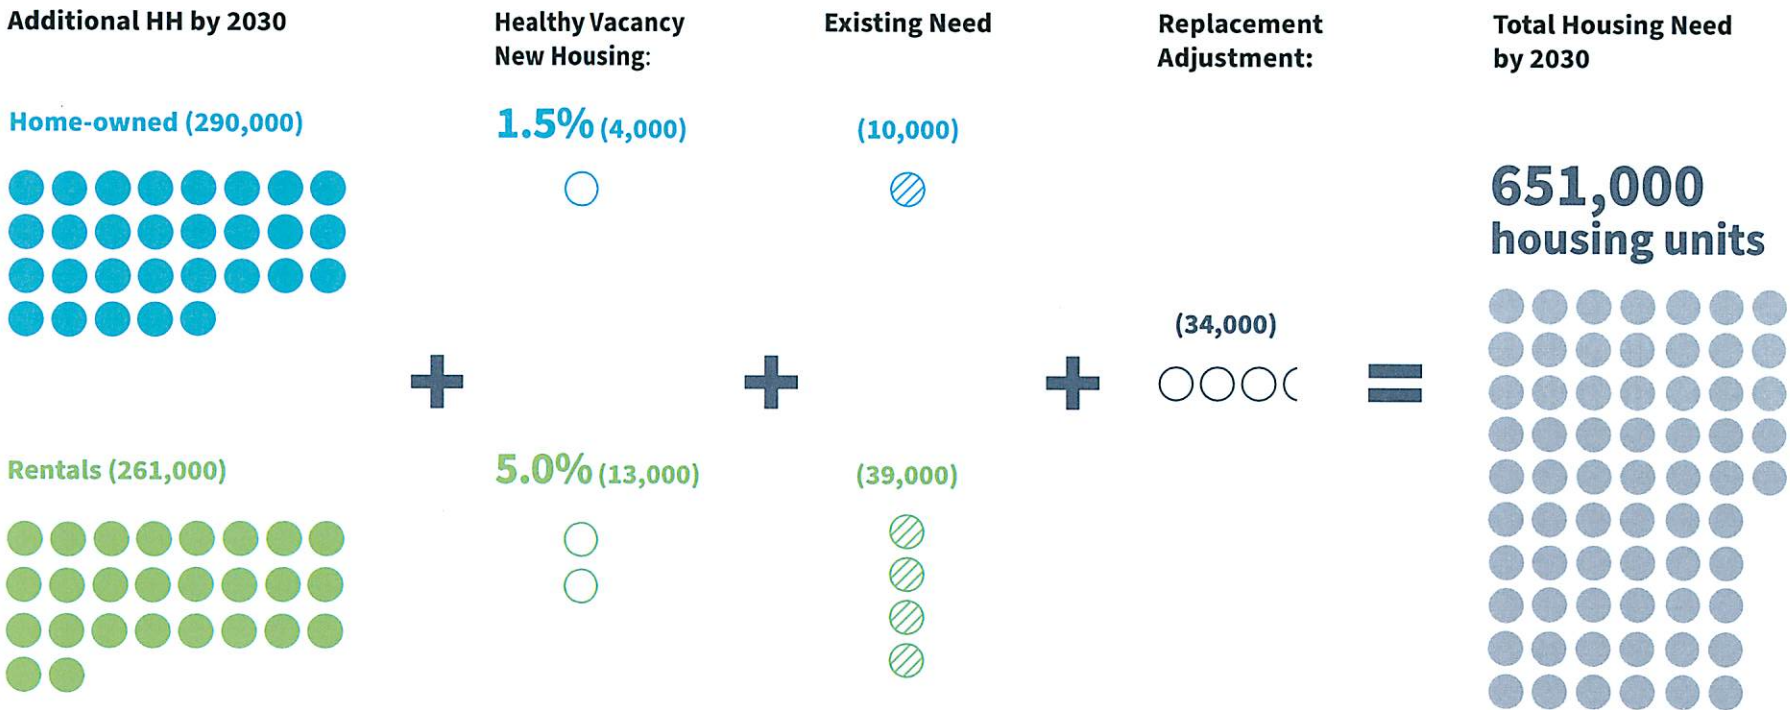 Additional HH by 2030
Healthy Vacancy
New Housing:
Existing Need
Replacement
Adjustment:
Total Housing Need
by 2030
Home-owned (290,000)
1.5% (4,000)
(10,000)
651,000
housing units
(34,000)
+
+
+
=
Rentals (261,000)
5.0% (13,000)
(39,000)